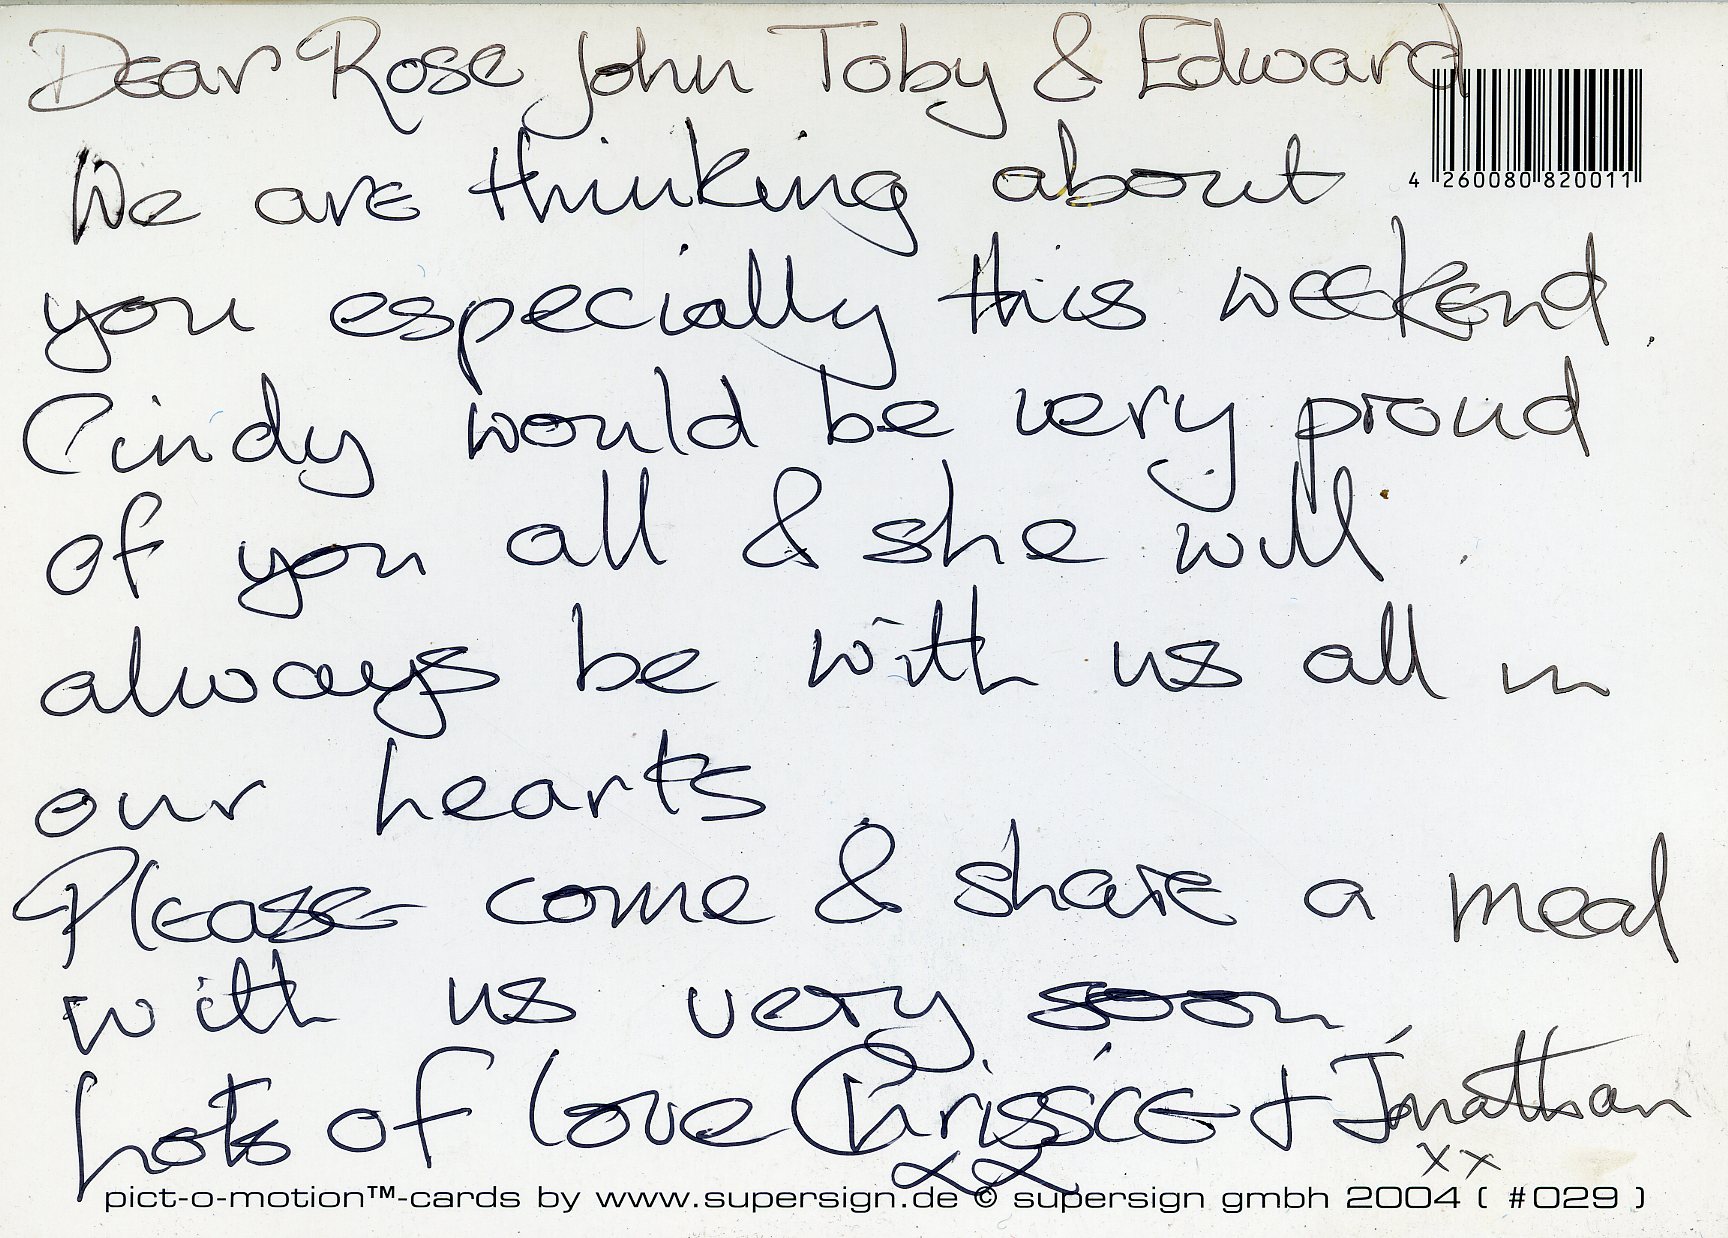 Dear Rose John Toby & Edward
4 260080 820011
We are thinking about
you especially this weekend.
Cindy would be very proud
of you all & she will
always be with us all in
our hearts
Please come & share a meal
with us very soon
Lots of love Chrissie + Jonathan
xx xx
pict-o-motion™-cards by www.supersign.de © supersign gmbh 2004 ( #029 )